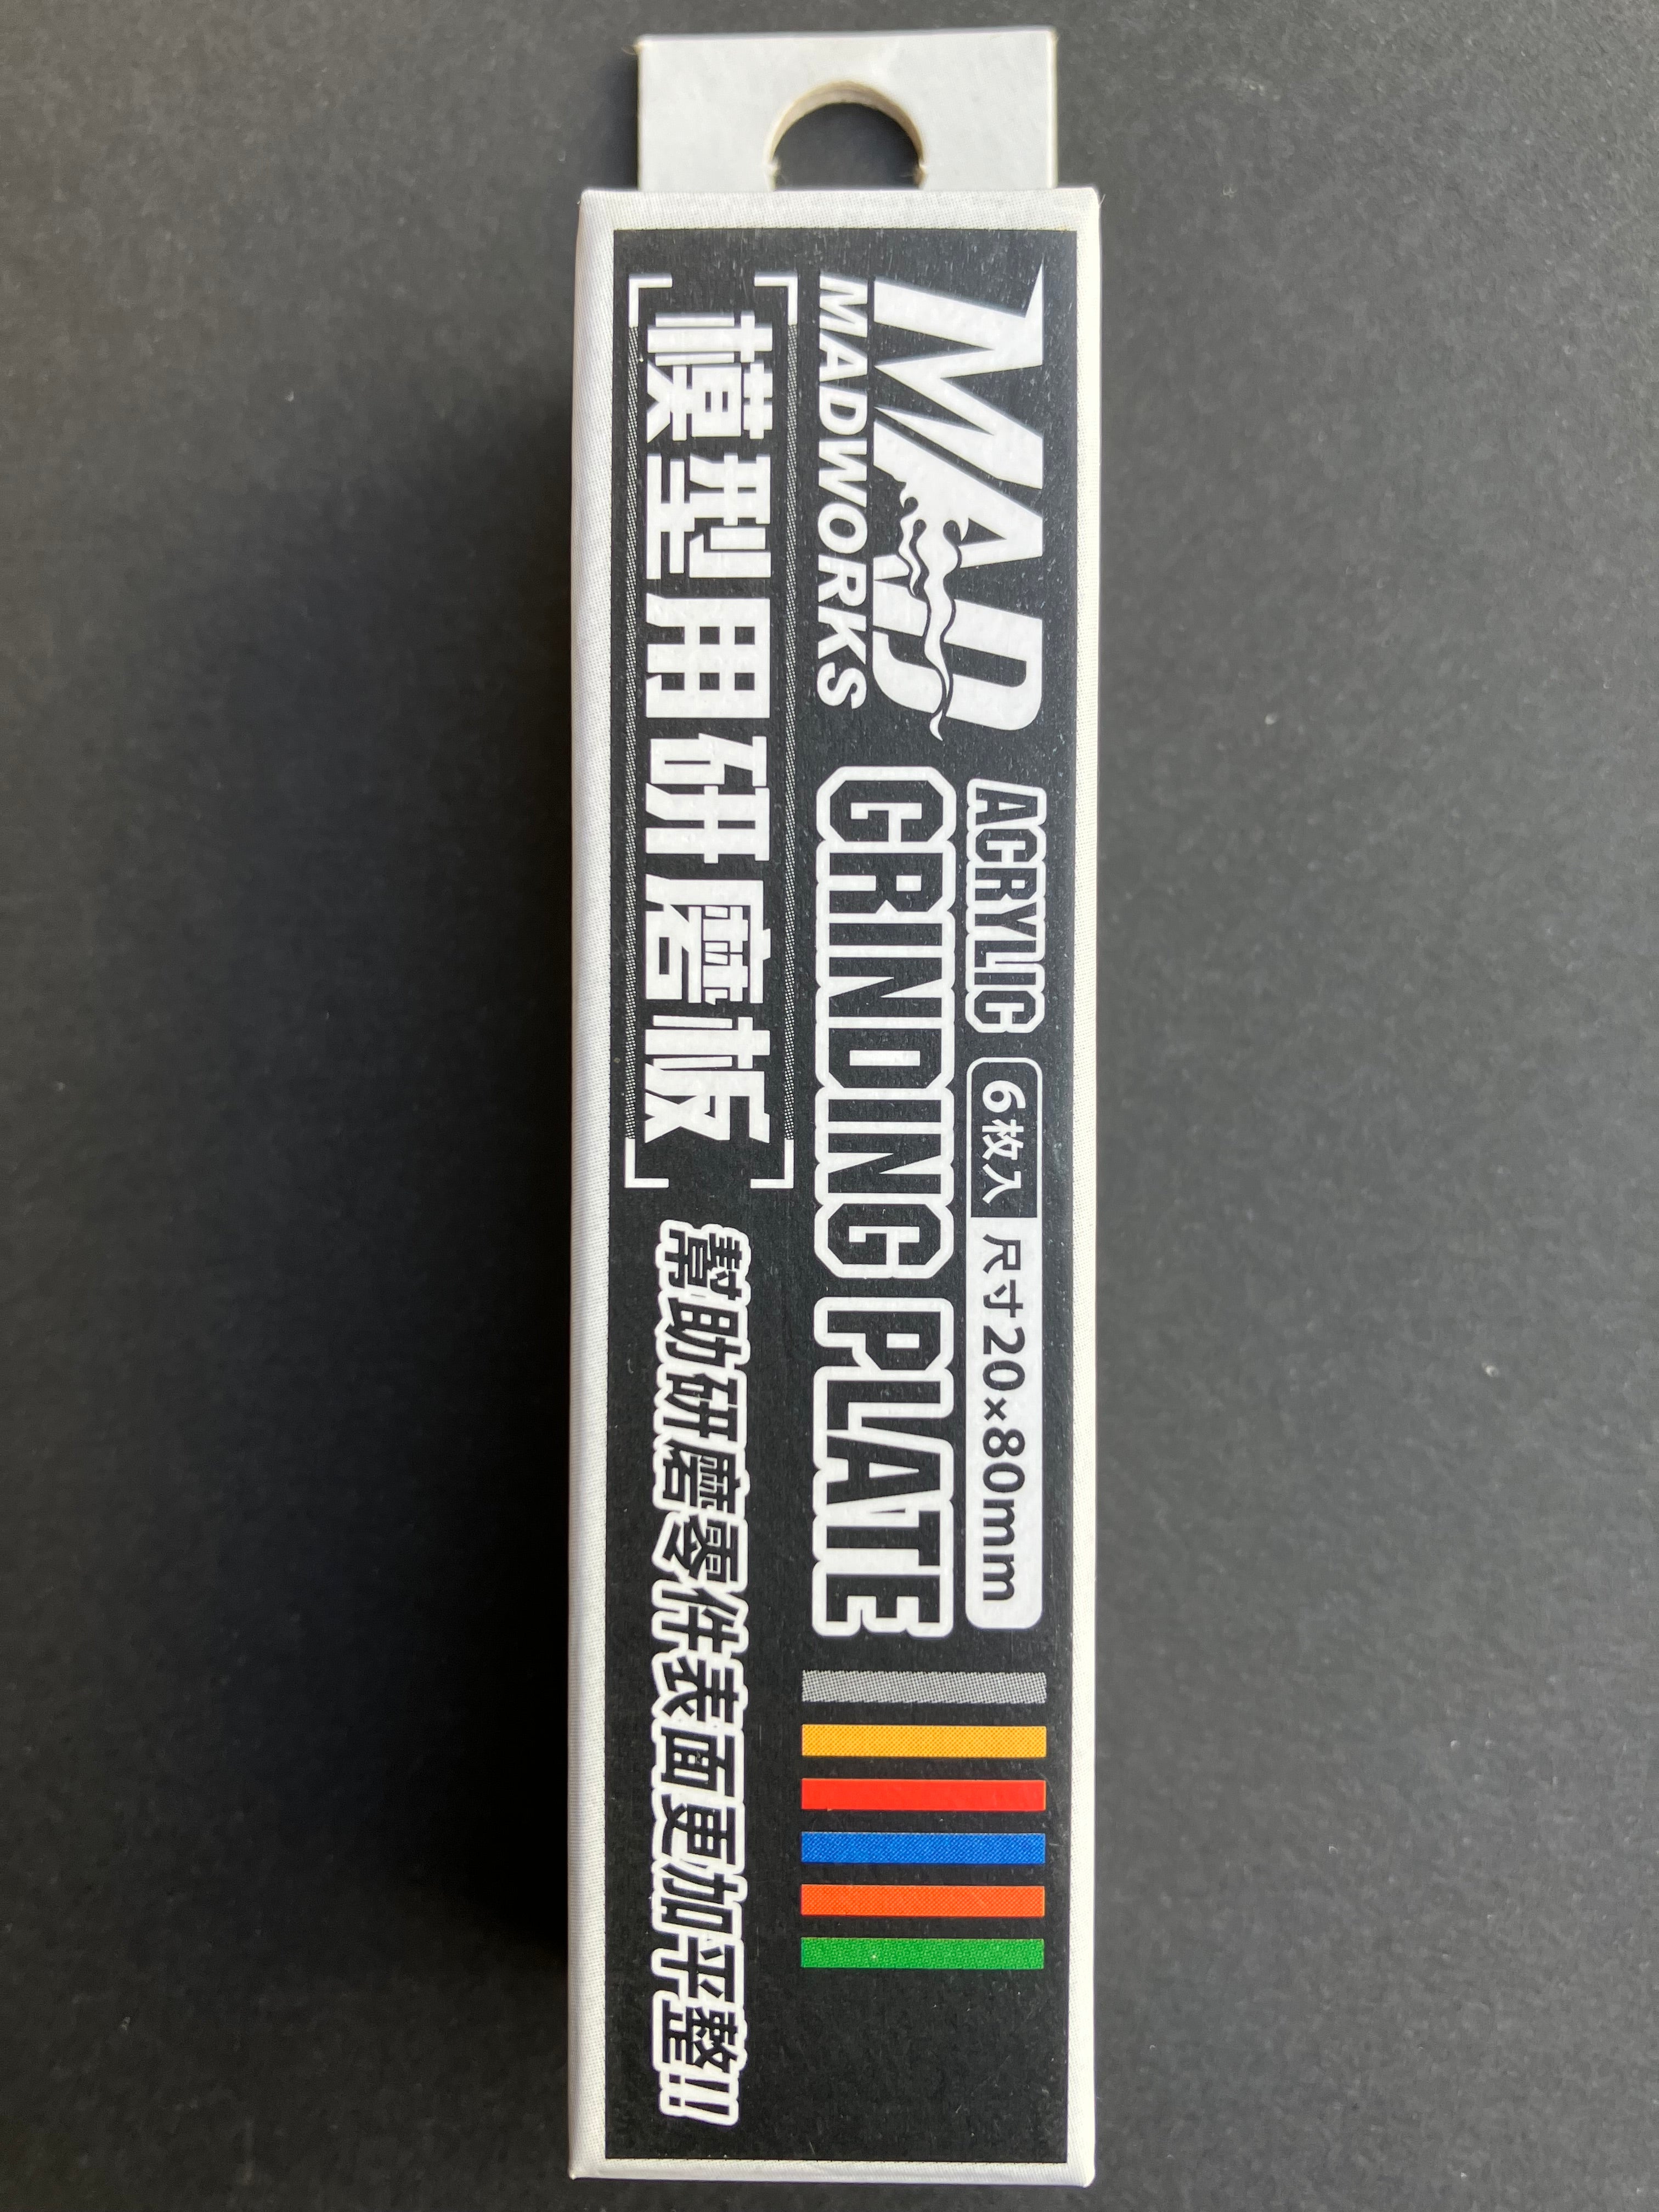 MAD
MADWORKS
ACRYLIC 6枚入 尺寸20×80mm
GRINDING PLATE
模型用研磨板
幫助研磨零件表面更加平整!!